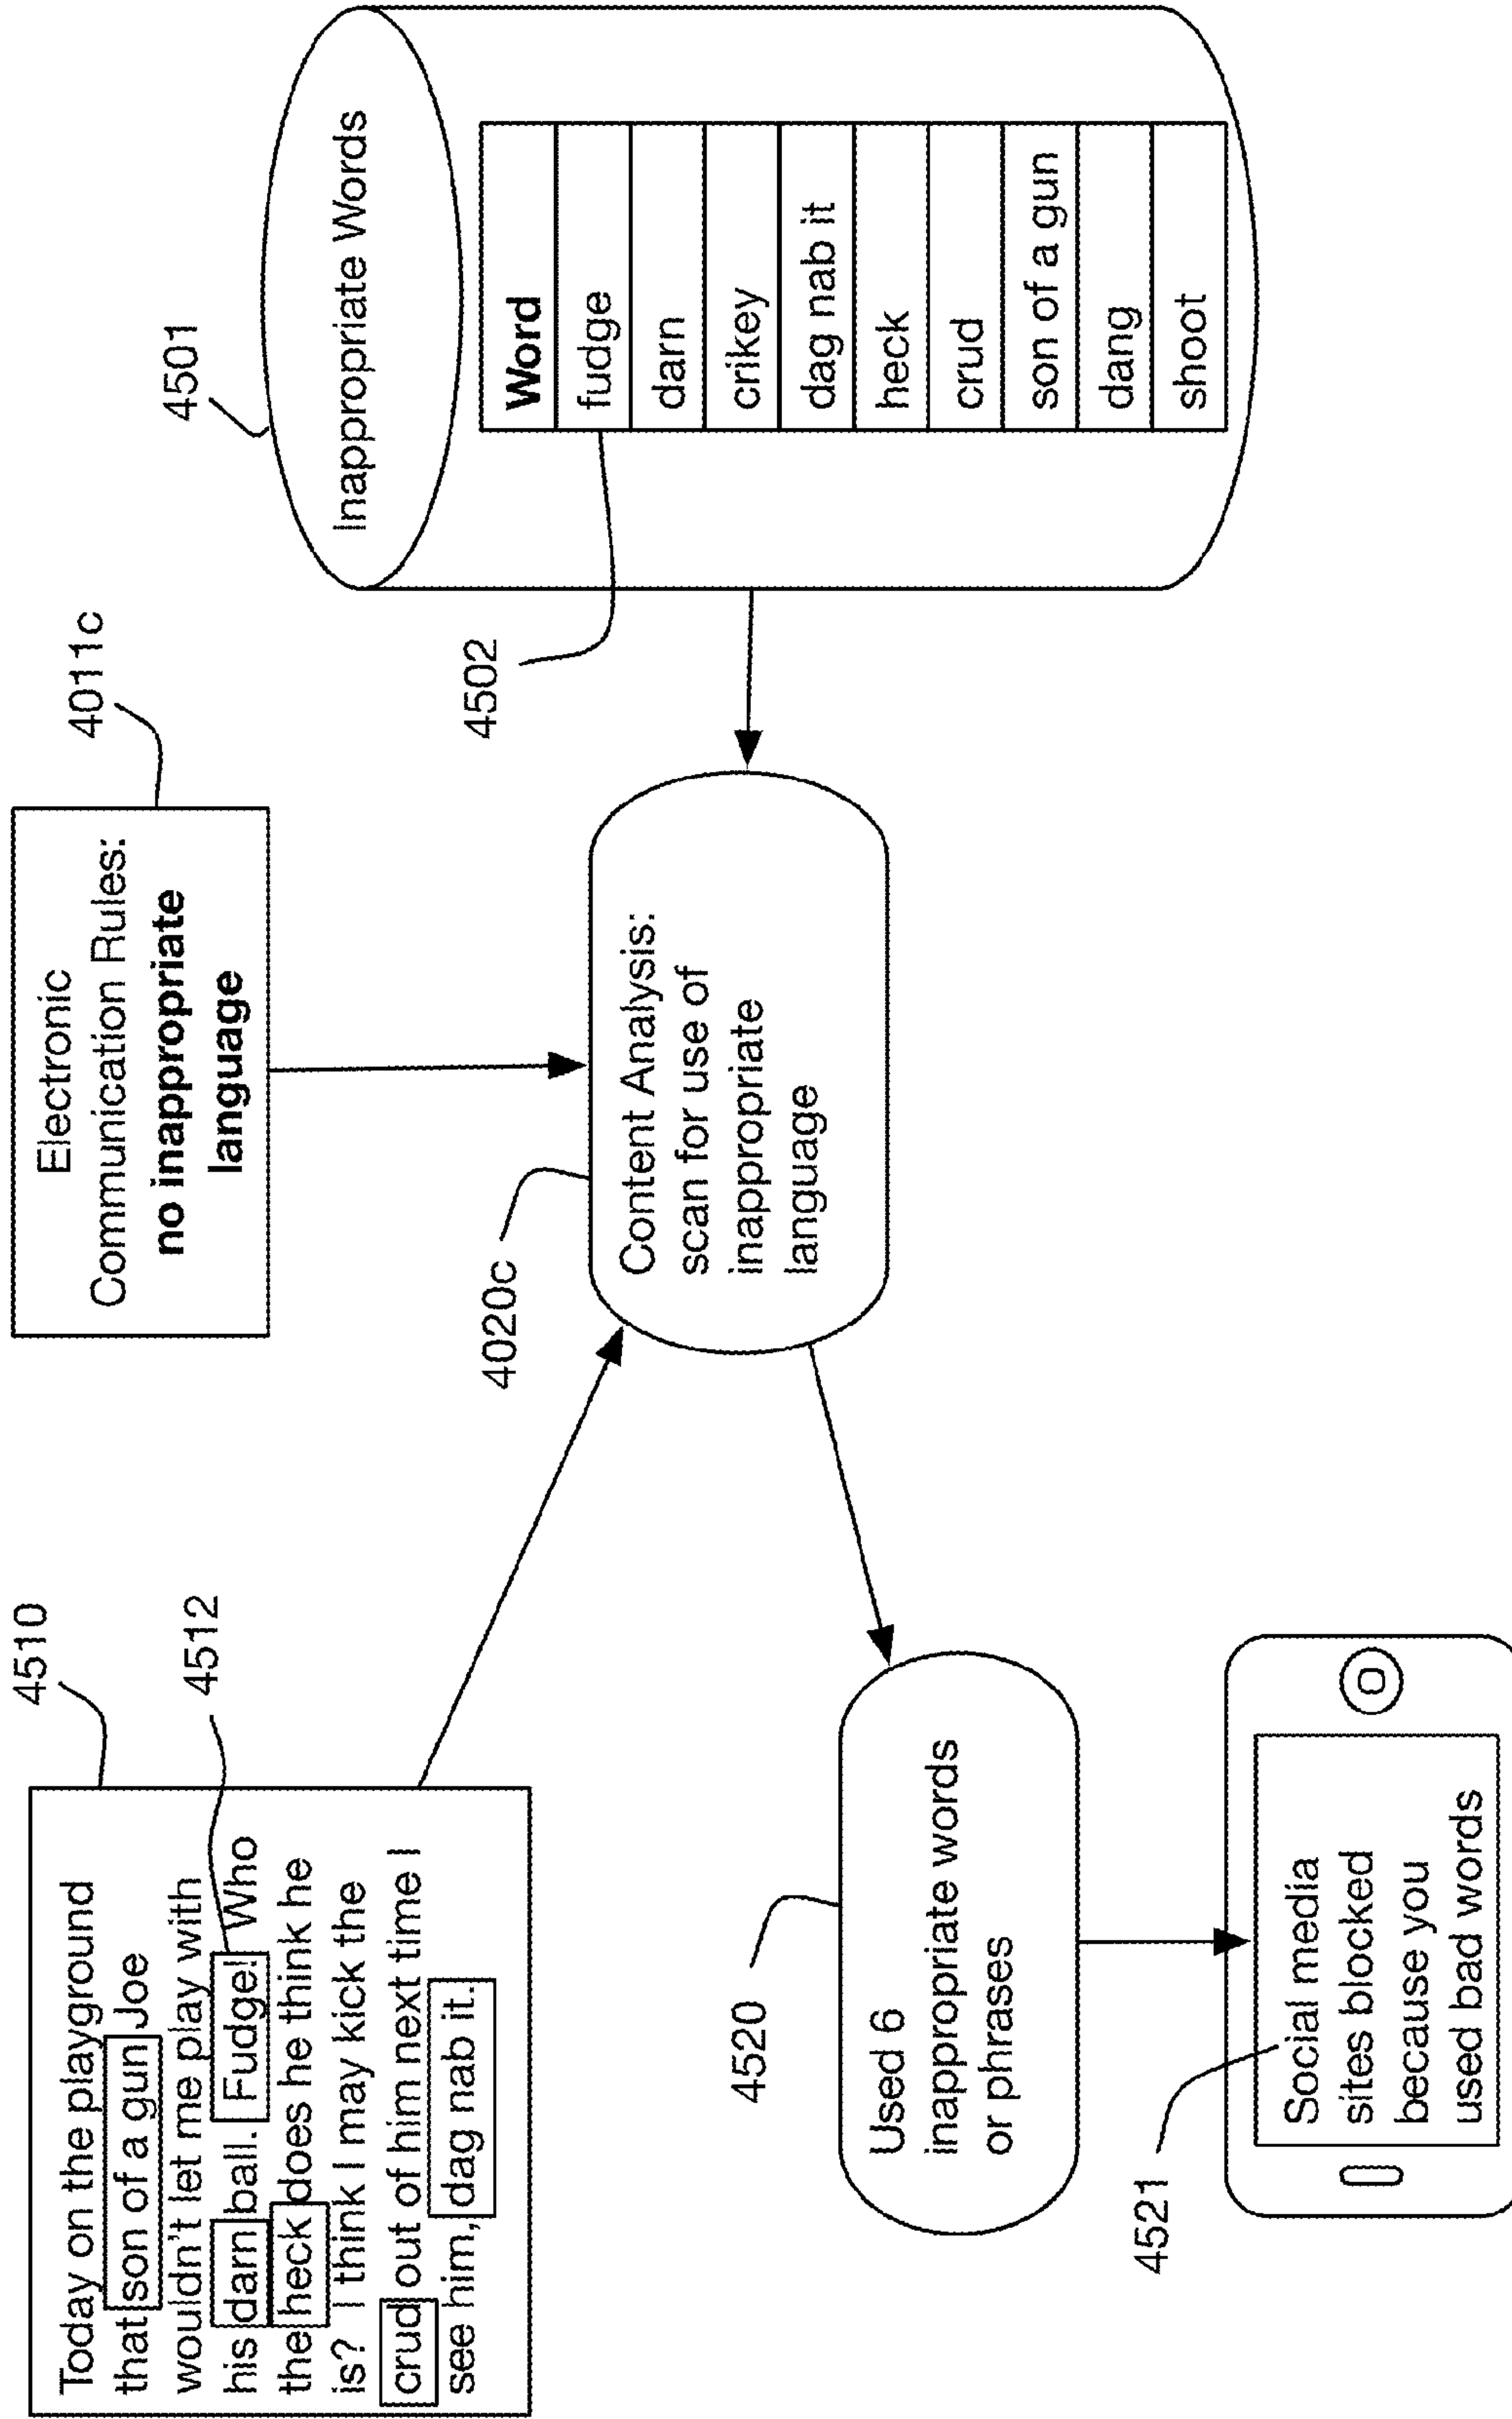 4510
Today on the playground
that son of a gun Joe
wouldn't let me play with
his darn ball. Fudge! Who
the heck does he think he
is? I think I may kick the
crud out of him next time I
see him, dag nab it.
4512
Electronic
Communication Rules:
no inappropriate
language
4011c
4020c
Content Analysis:
scan for use of
inappropriate
language
4501
Inappropriate Words
4502
Word
fudge
darn
crikey
dag nab it
heck
crud
son of a gun
dang
shoot
4520
Used 6
inappropriate words
or phrases
4521
Social media
sites blocked
because you
used bad words